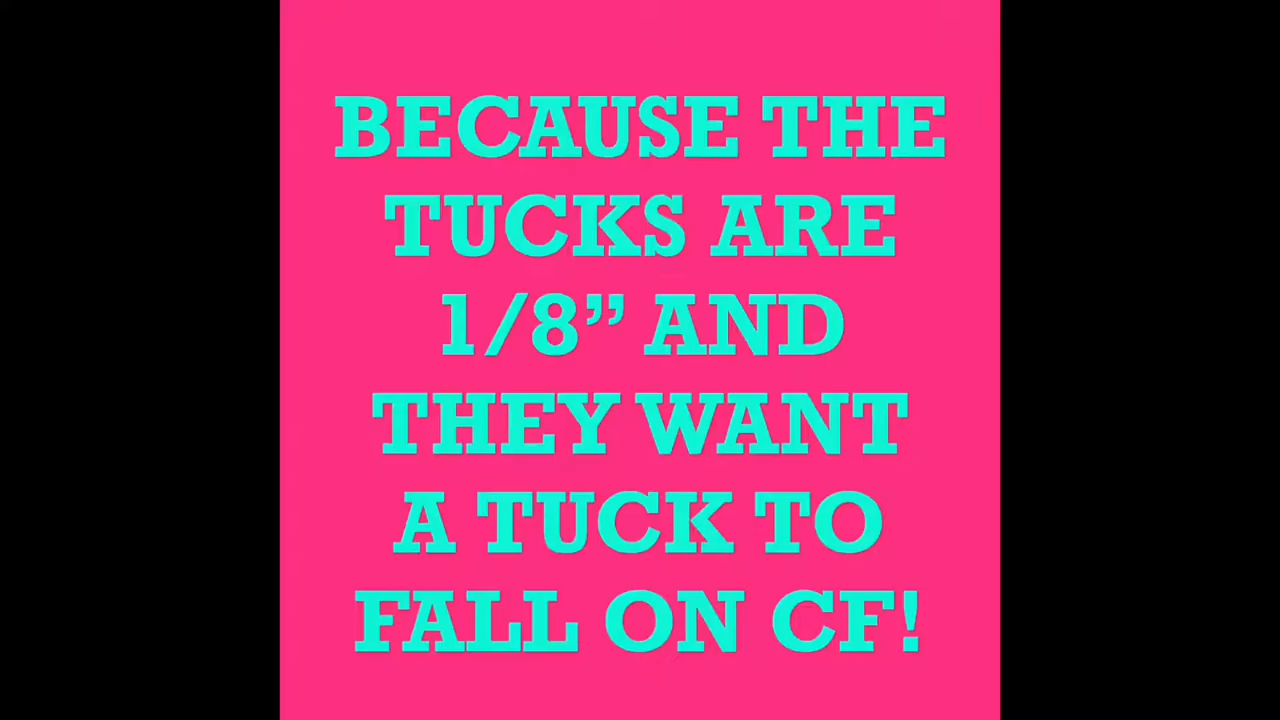 BECAUSE THE
TUCKS ARE
1/8” AND
THEY WANT
A TUCK TO
FALL ON CF!